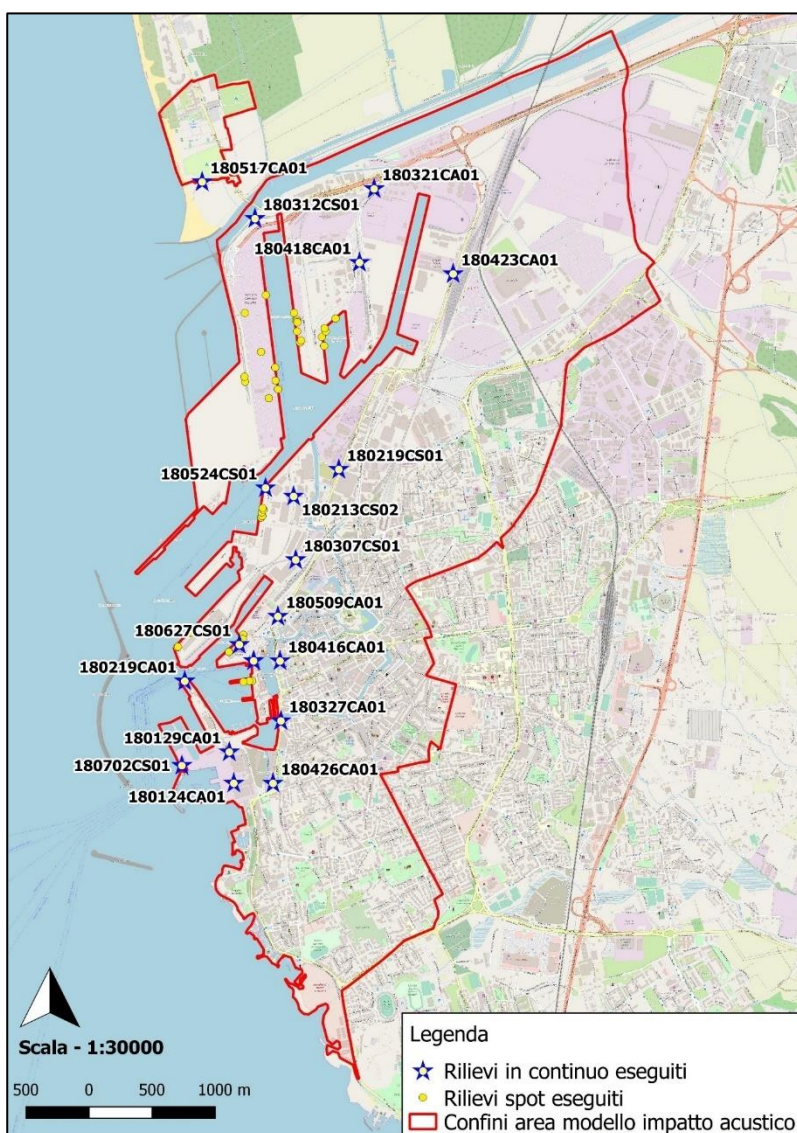 180517CA01
180321CA01
180312CS01
180418CA01
180423CA01
180219CS01
180524CS01
180213CS02
180307CS01
180509CA01
180627CS01
180416CA01
180219CA01
180327CA01
180129CA01
180702CS01
180426CA01
180124CA01
Scala - 1:30000
500 0 500 1000 m
Legenda
Rilievi in continuo eseguiti
Rilievi spot eseguiti
Confini area modello impatto acustico